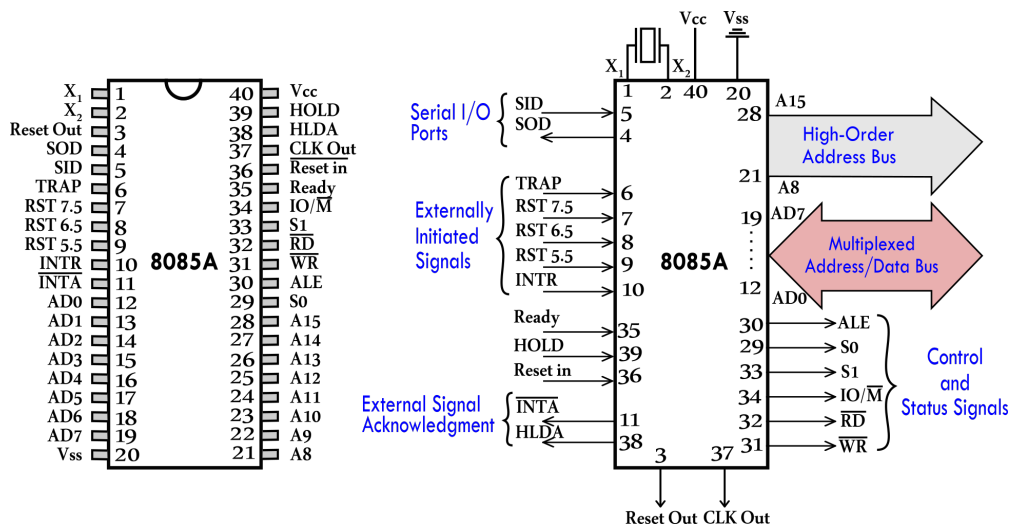 X₁ 1 40 Vcc
X₂ 2 39 HOLD
Reset Out 3 38 HLDA
SOD 4 37 CLK Out
SID 5 36 R̅e̅s̅e̅t̅ ̅i̅n̅
TRAP 6 35 Ready
RST 7.5 7 34 IO/M̅
RST 6.5 8 33 S1
RST 5.5 9 32 R̅D̅
INTR 10 31 W̅R̅
I̅N̅T̅A̅ 11 30 ALE
AD0 12 29 S0
AD1 13 28 A15
AD2 14 27 A14
AD3 15 26 A13
AD4 16 25 A12
AD5 17 24 A11
AD6 18 23 A10
AD7 19 22 A9
Vss 20 21 A8
8085A
Vcc Vss
X₁ X₂
1 2 40 20
Serial I/O
Ports
SID 5
SOD 4
Externally
Initiated
Signals
TRAP 6
RST 7.5 7
RST 6.5 8
RST 5.5 9
INTR 10
Ready 35
HOLD 39
Reset in 36
External Signal
Acknowledgment
I̅N̅T̅A̅ 11
HLDA 38
8085A
28 A15
High-Order
Address Bus
21 A8
19 AD7
Multiplexed
Address/Data Bus
12 AD0
30 ALE
29 S0
33 S1
34 IO/M̅
32 R̅D̅
31 W̅R̅
Control
and
Status Signals
3 37
Reset Out CLK Out